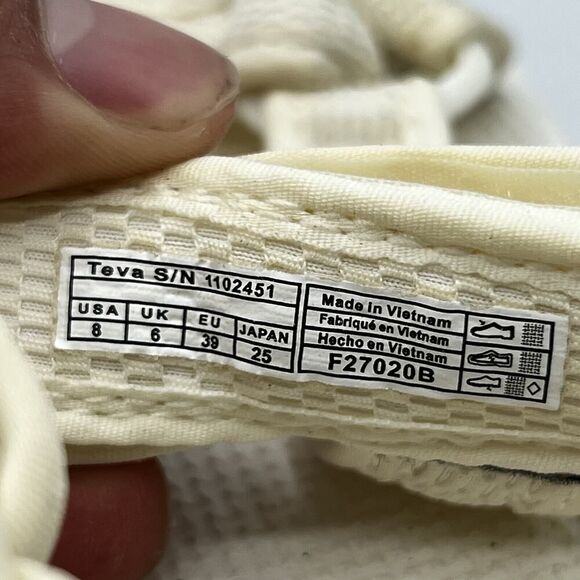 Teva S/N 1102451
USA UK EU JAPAN
8 6 39 25
Made in Vietnam
Fabriqué en Vietnam
Hecho en Vietnam
F27020B